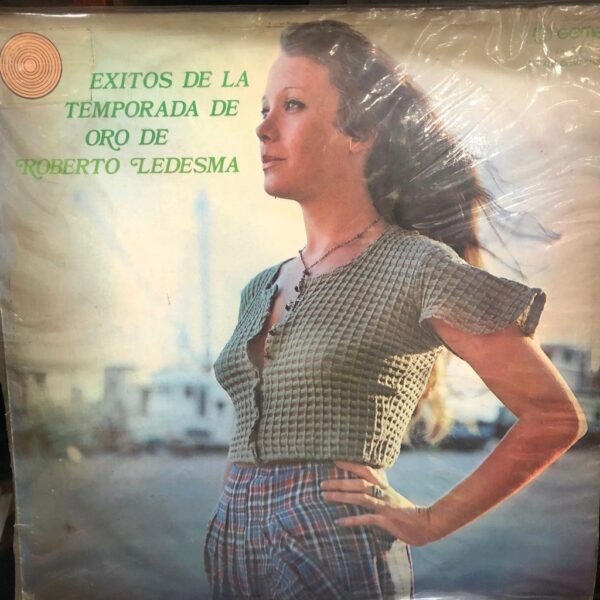 EXITOS DE LA
TEMPORADA DE
ORO DE
ROBERTO LEDESMA